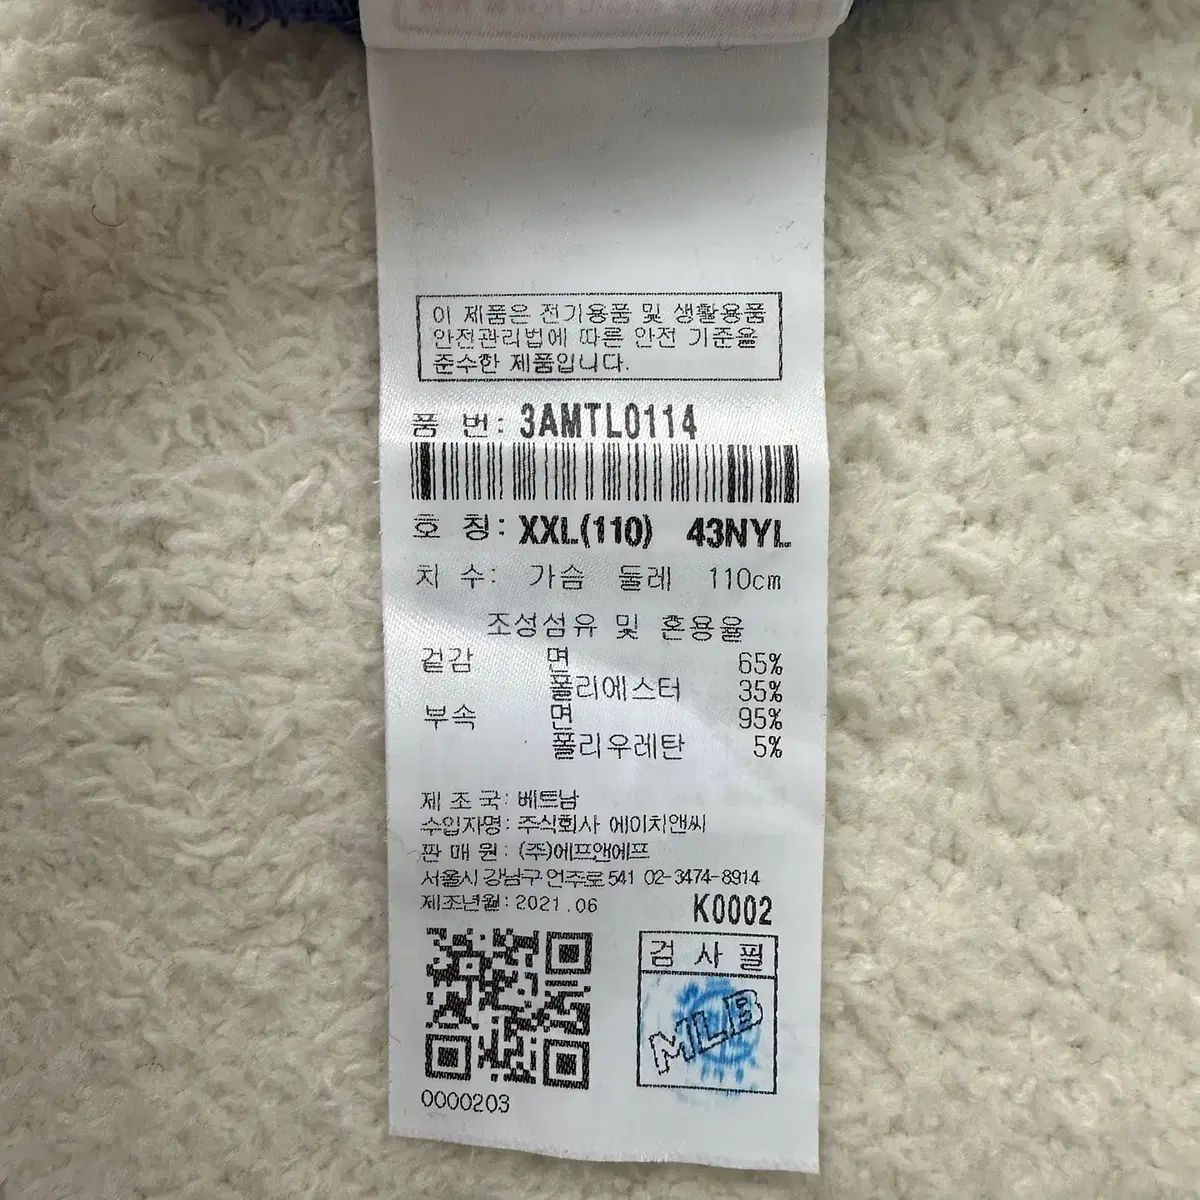 이 제품은 전기용품 및 생활용품
안전관리법에 따른 안전 기준을
준수한 제품입니다.
품 번: 3AMTL0114
호 칭: XXL(110) 43NYL
치 수: 가슴 둘레 110cm
조성섬유 및 혼용율
겉감 면 65%
폴리에스터 35%
부속 면 95%
폴리우레탄 5%
제 조 국: 베트남
수입자명: 주식회사 에이치앤씨
판 매 원: (주)에프앤에프
서울시 강남구 언주로 541 02-3474-8914
제조년월: 2021.06 K0002
검 사 필
MLB
0000203